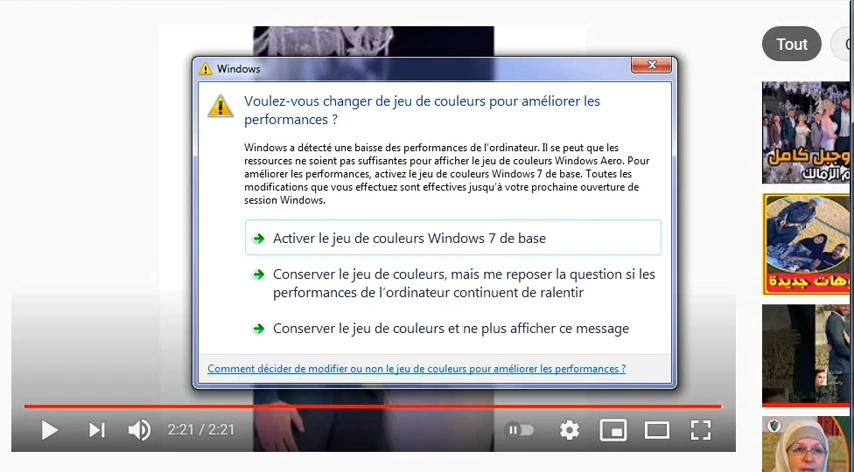 Windows
Voulez-vous changer de jeu de couleurs pour améliorer les
performances ?
Windows a détecté une baisse des performances de l'ordinateur. Il se peut que les
ressources ne soient pas suffisantes pour afficher le jeu de couleurs Windows Aero. Pour
améliorer les performances, activez le jeu de couleurs Windows 7 de base. Toutes les
modifications que vous effectuez sont effectives jusqu'à votre prochaine ouverture de
session Windows.
Activer le jeu de couleurs Windows 7 de base
Conserver le jeu de couleurs, mais me reposer la question si les
performances de l'ordinateur continuent de ralentir
Conserver le jeu de couleurs et ne plus afficher ce message
Comment décider de modifier ou non le jeu de couleurs pour améliorer les performances ?
2:21 / 2:21
Tout
وجبل كامل
م الزمالك
وهات جديدة